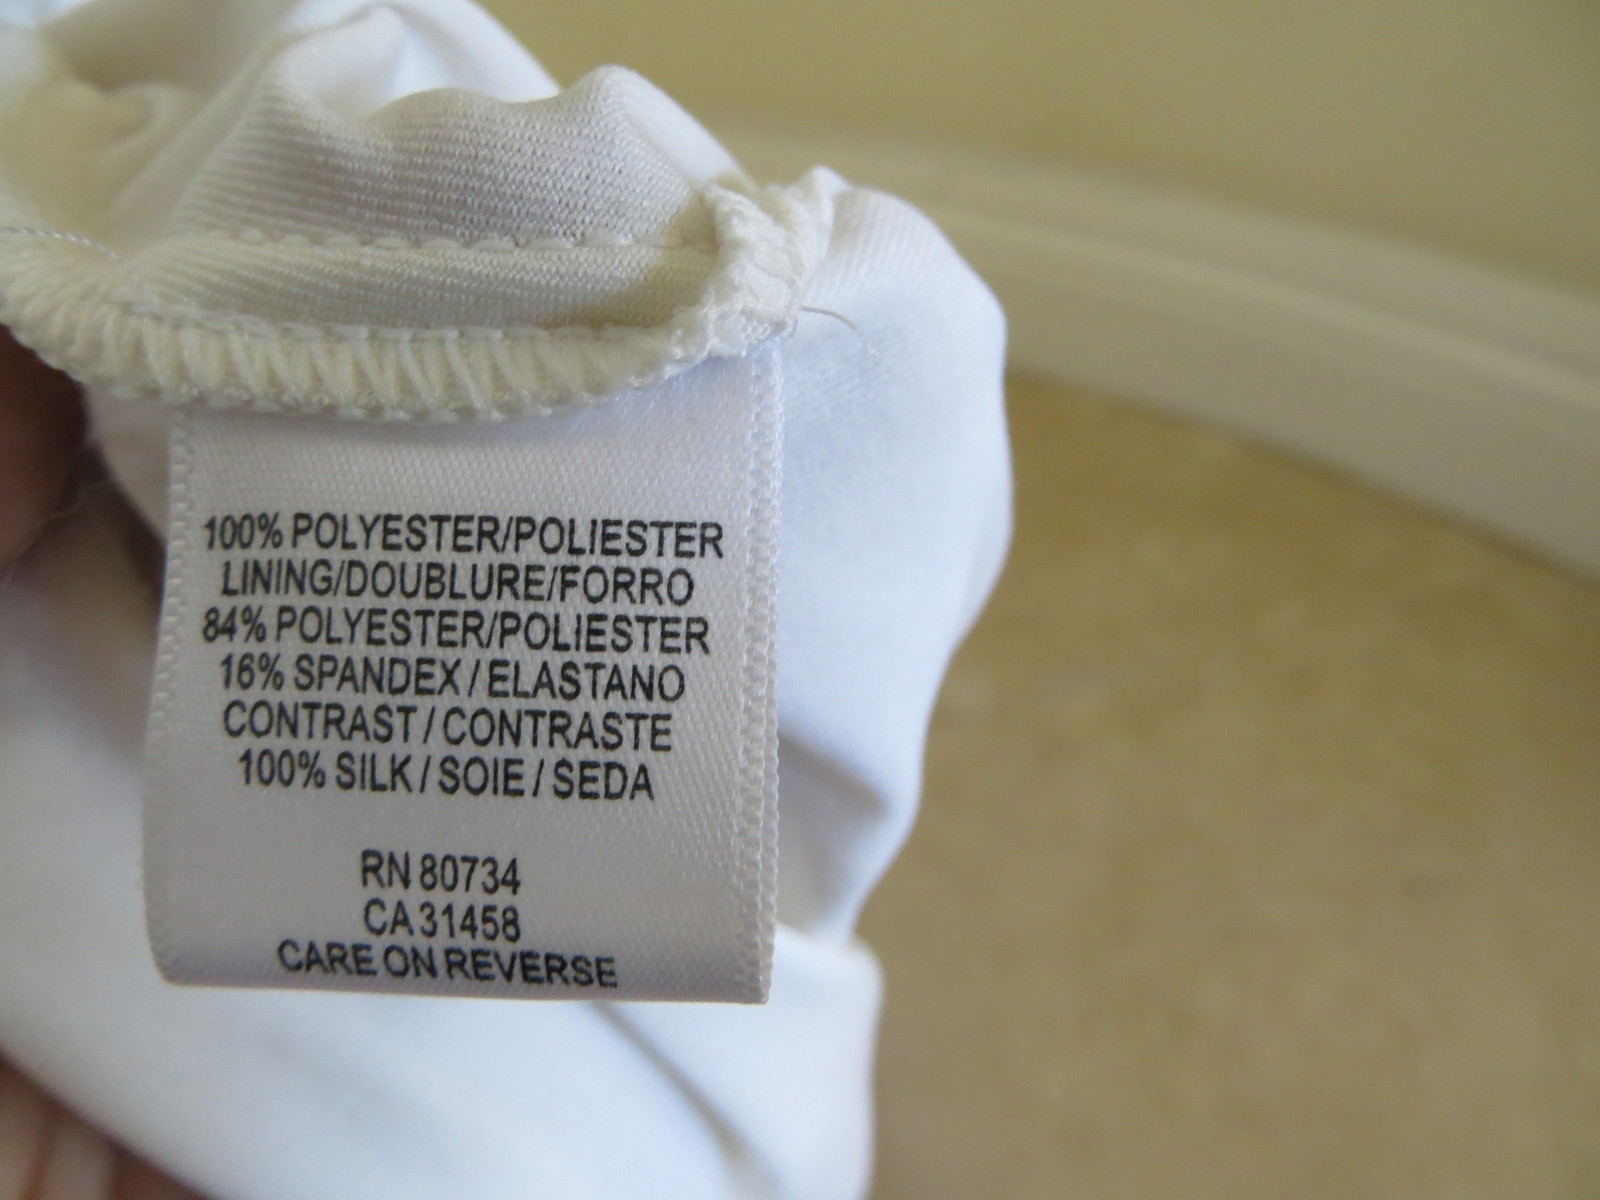 100% POLYESTER/POLIESTER
LINING/DOUBLURE/FORRO
84% POLYESTER/POLIESTER
16% SPANDEX / ELASTANO
CONTRAST / CONTRASTE
100% SILK / SOIE / SEDA
RN 80734
CA 31458
CARE ON REVERSE